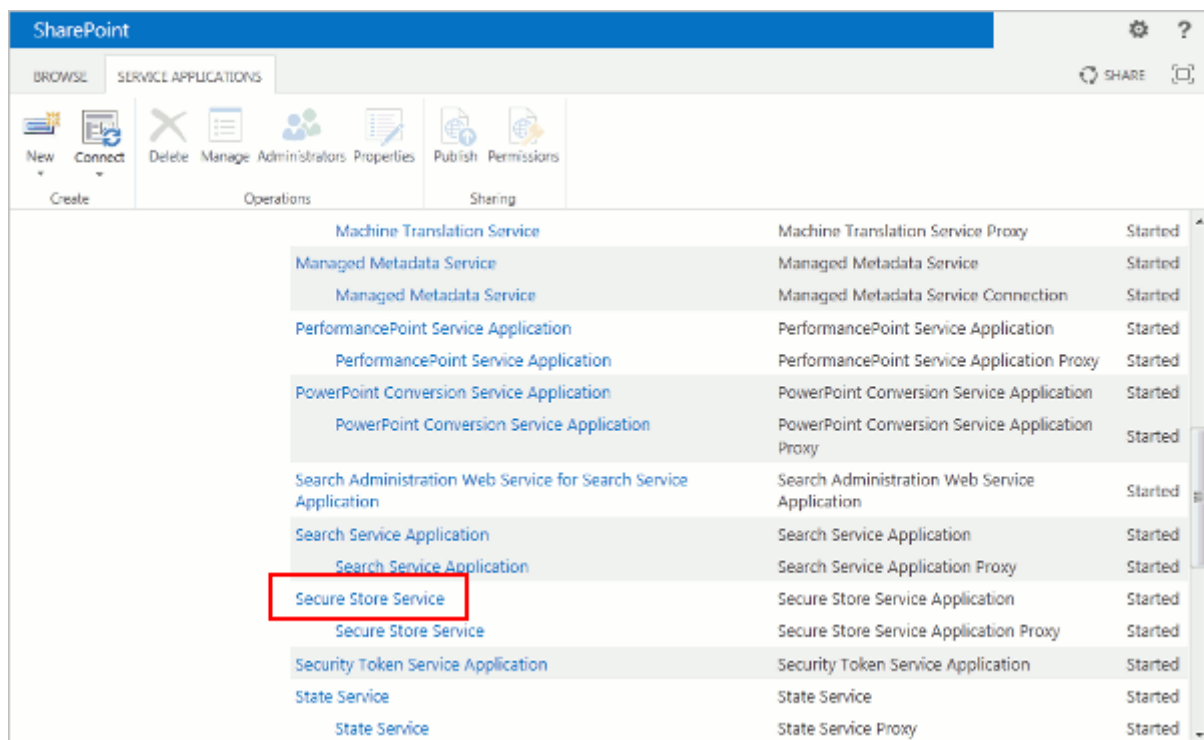 SharePoint
?
BROWSE SERVICE APPLICATIONS SHARE
New Connect Delete Manage Administrators Properties Publish Permissions
Create Operations Sharing
Machine Translation Service Machine Translation Service Proxy Started
Managed Metadata Service Managed Metadata Service Started
Managed Metadata Service Managed Metadata Service Connection Started
PerformancePoint Service Application PerformancePoint Service Application Started
PerformancePoint Service Application PerformancePoint Service Application Proxy Started
PowerPoint Conversion Service Application PowerPoint Conversion Service Application Started
PowerPoint Conversion Service Application PowerPoint Conversion Service Application
Proxy Started
Search Administration Web Service for Search Service Search Administration Web Service
Application Application Started
Search Service Application Search Service Application Started
Search Service Application Search Service Application Proxy Started
Secure Store Service Secure Store Service Application Started
Secure Store Service Secure Store Service Application Proxy Started
Security Token Service Application Security Token Service Application Started
State Service State Service Started
State Service State Service Proxy Started